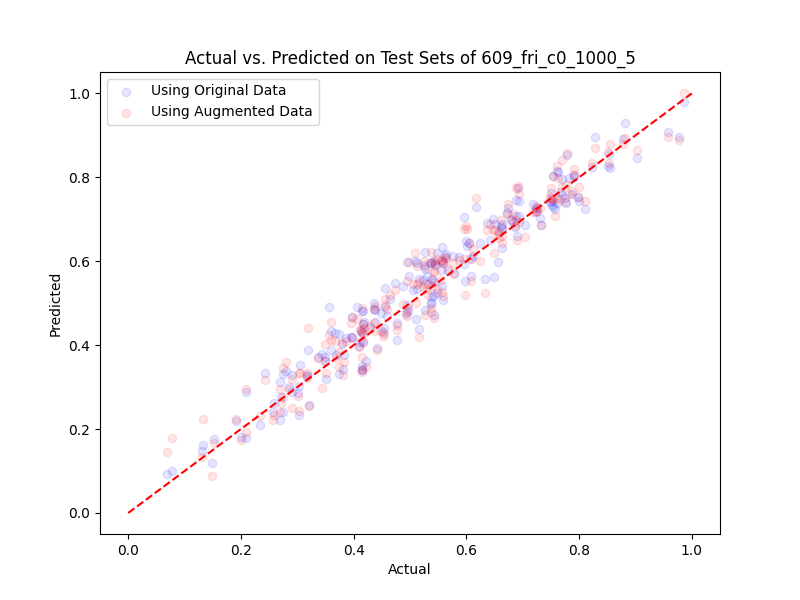 Actual vs. Predicted on Test Sets of 609_fri_c0_1000_5
Using Original Data
Using Augmented Data
1.0
0.8
0.6
0.4
0.2
0.0
Predicted
0.0 0.2 0.4 0.6 0.8 1.0
Actual